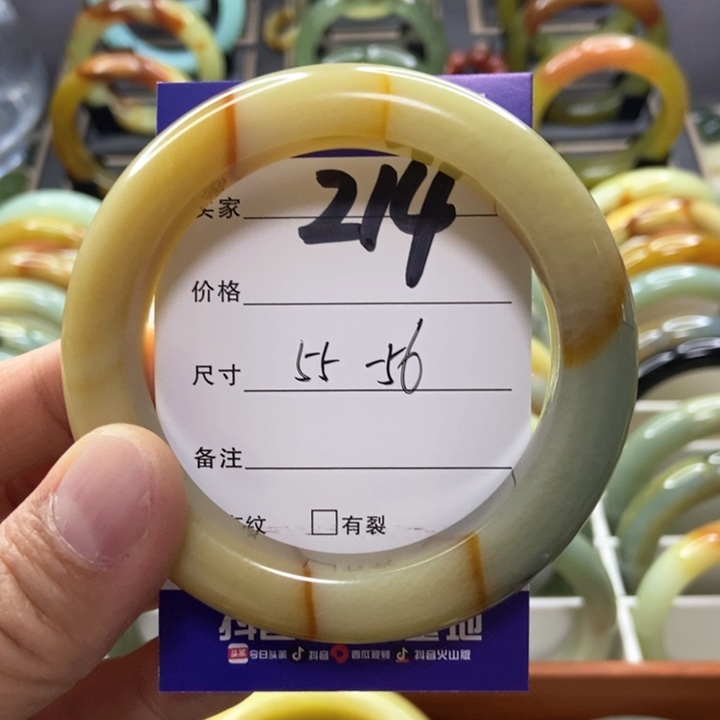 214
家
价格
尺寸 55-56
备注
纹 □有裂
今日头条 抖音 西瓜视频 抖音火山版